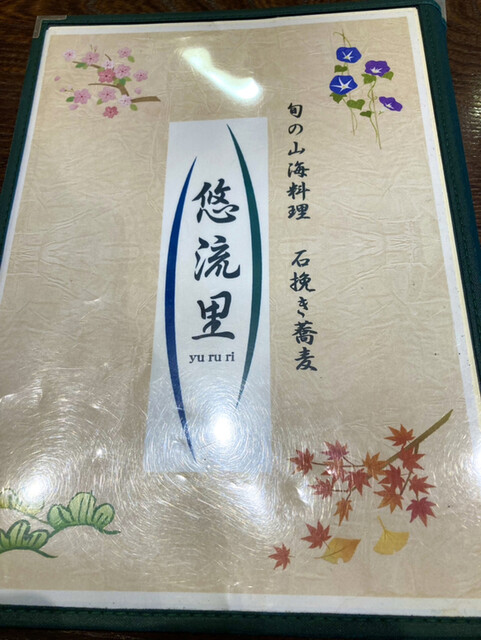 旬の山海料理 石挽き蕎麦
悠流里
yu ru ri